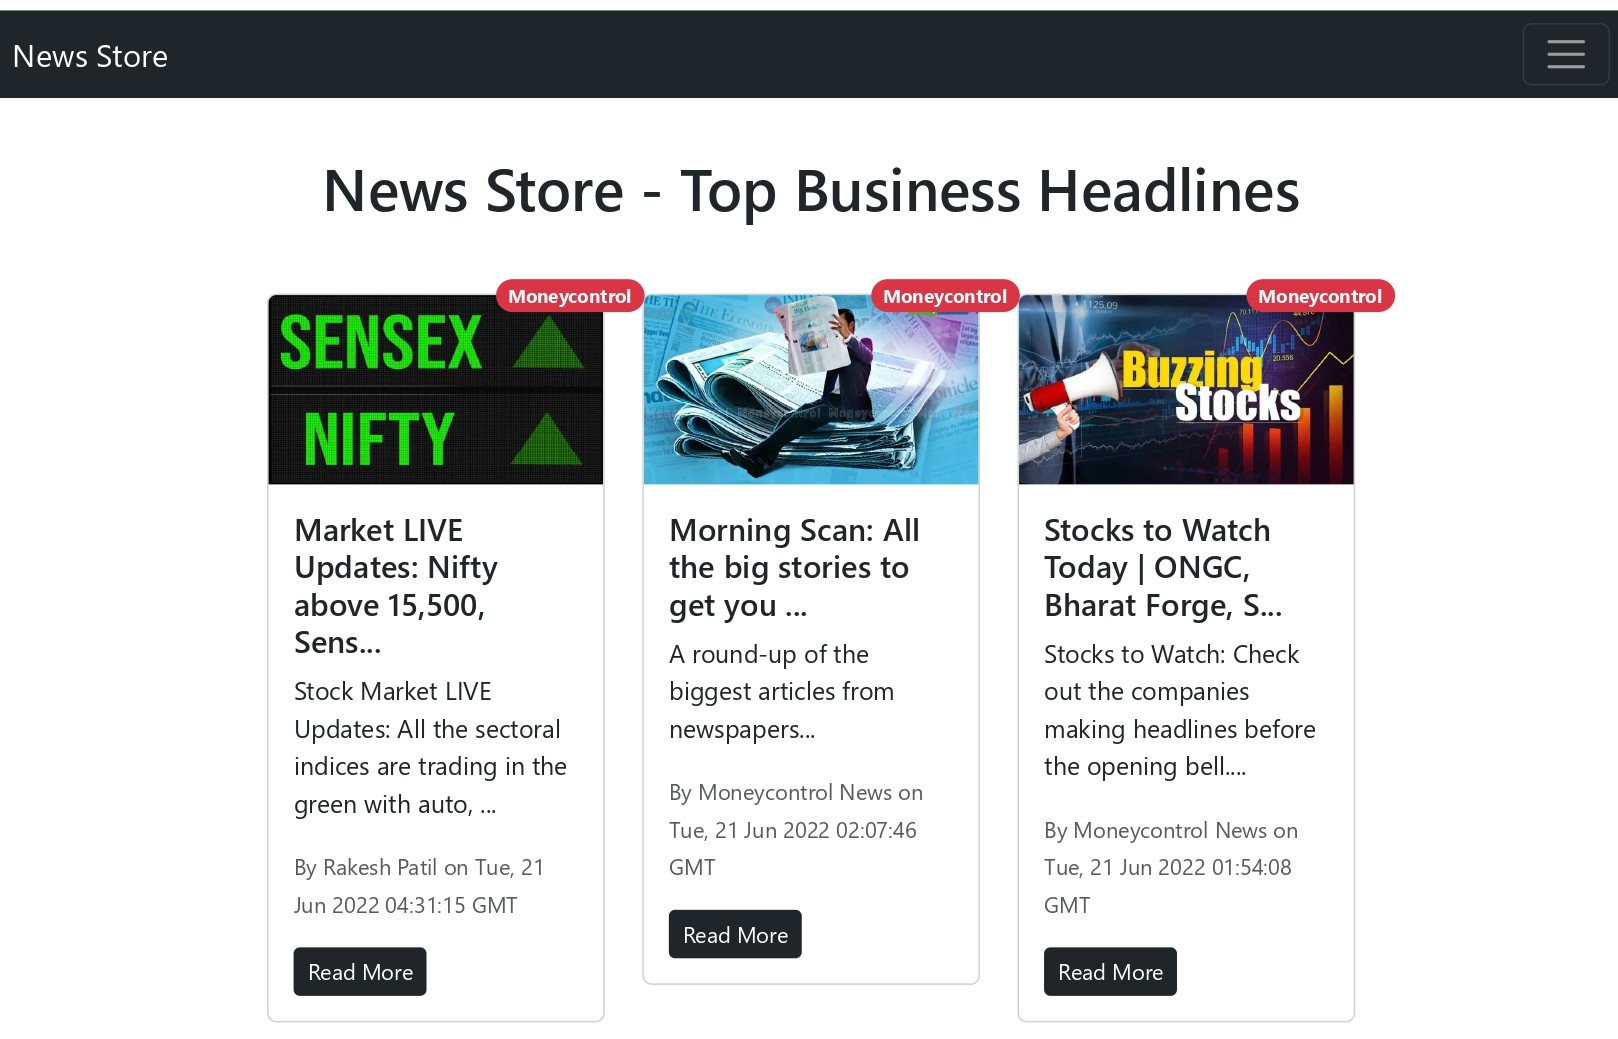 News Store
News Store - Top Business Headlines
Moneycontrol
SENSEX
NIFTY
Market LIVE
Updates: Nifty
above 15,500,
Sens...
Stock Market LIVE
Updates: All the sectoral
indices are trading in the
green with auto, ...
By Rakesh Patil on Tue, 21
Jun 2022 04:31:15 GMT
Read More
Moneycontrol
Morning Scan: All
the big stories to
get you ...
A round-up of the
biggest articles from
newspapers...
By Moneycontrol News on
Tue, 21 Jun 2022 02:07:46
GMT
Read More
Moneycontrol
1125.09
20.556
Buzzing
Stocks
Stocks to Watch
Today | ONGC,
Bharat Forge, S...
Stocks to Watch: Check
out the companies
making headlines before
the opening bell....
By Moneycontrol News on
Tue, 21 Jun 2022 01:54:08
GMT
Read More